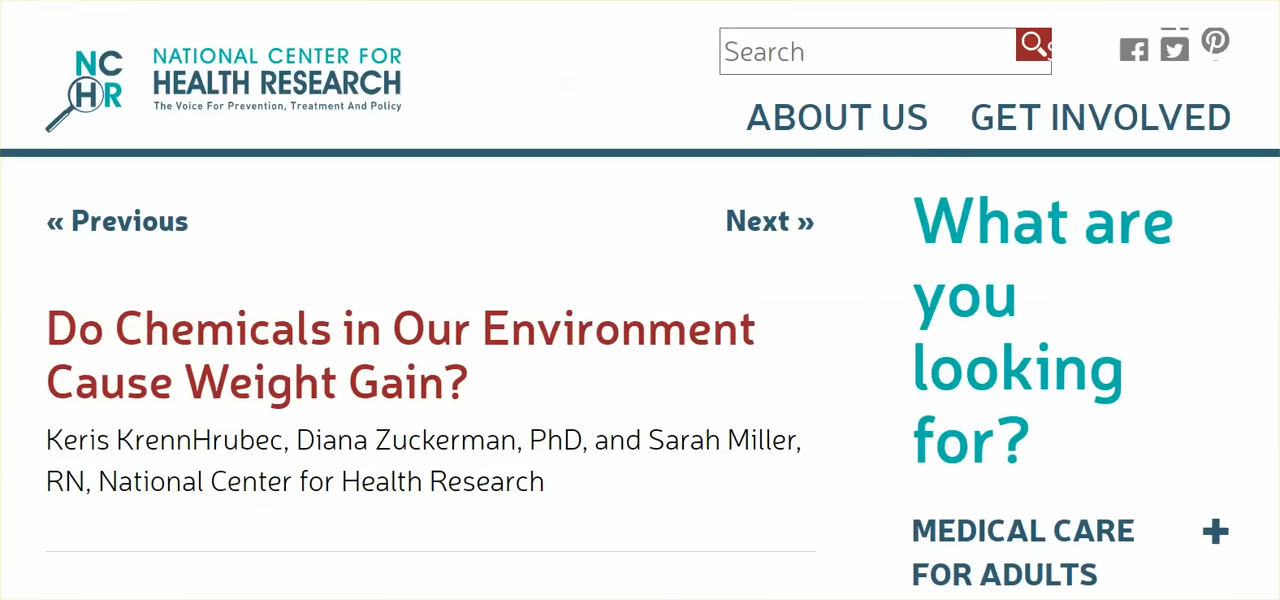 NCHR
NATIONAL CENTER FOR
HEALTH RESEARCH
The Voice For Prevention, Treatment And Policy
Search
ABOUT US
GET INVOLVED
« Previous
Next »
Do Chemicals in Our Environment
Cause Weight Gain?
Keris KrennHrubec, Diana Zuckerman, PhD, and Sarah Miller,
RN, National Center for Health Research
What are
you
looking
for?
MEDICAL CARE
FOR ADULTS